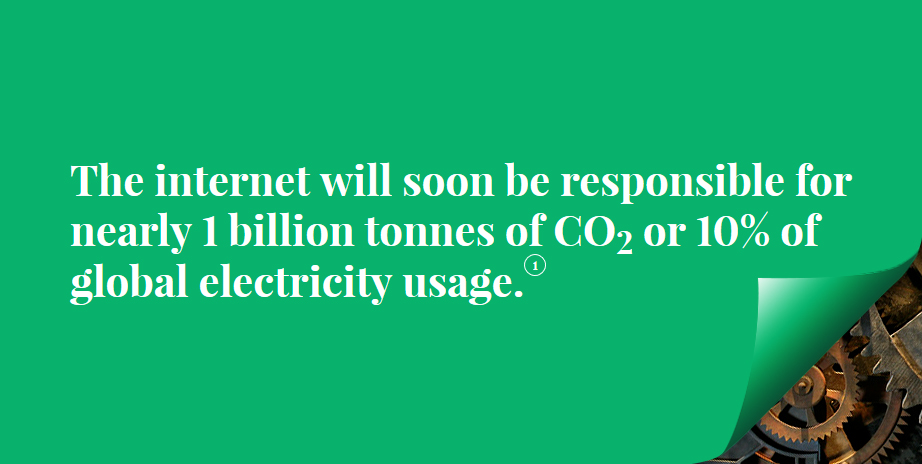 The internet will soon be responsible for
nearly 1 billion tonnes of CO₂ or 10% of
global electricity usage.①